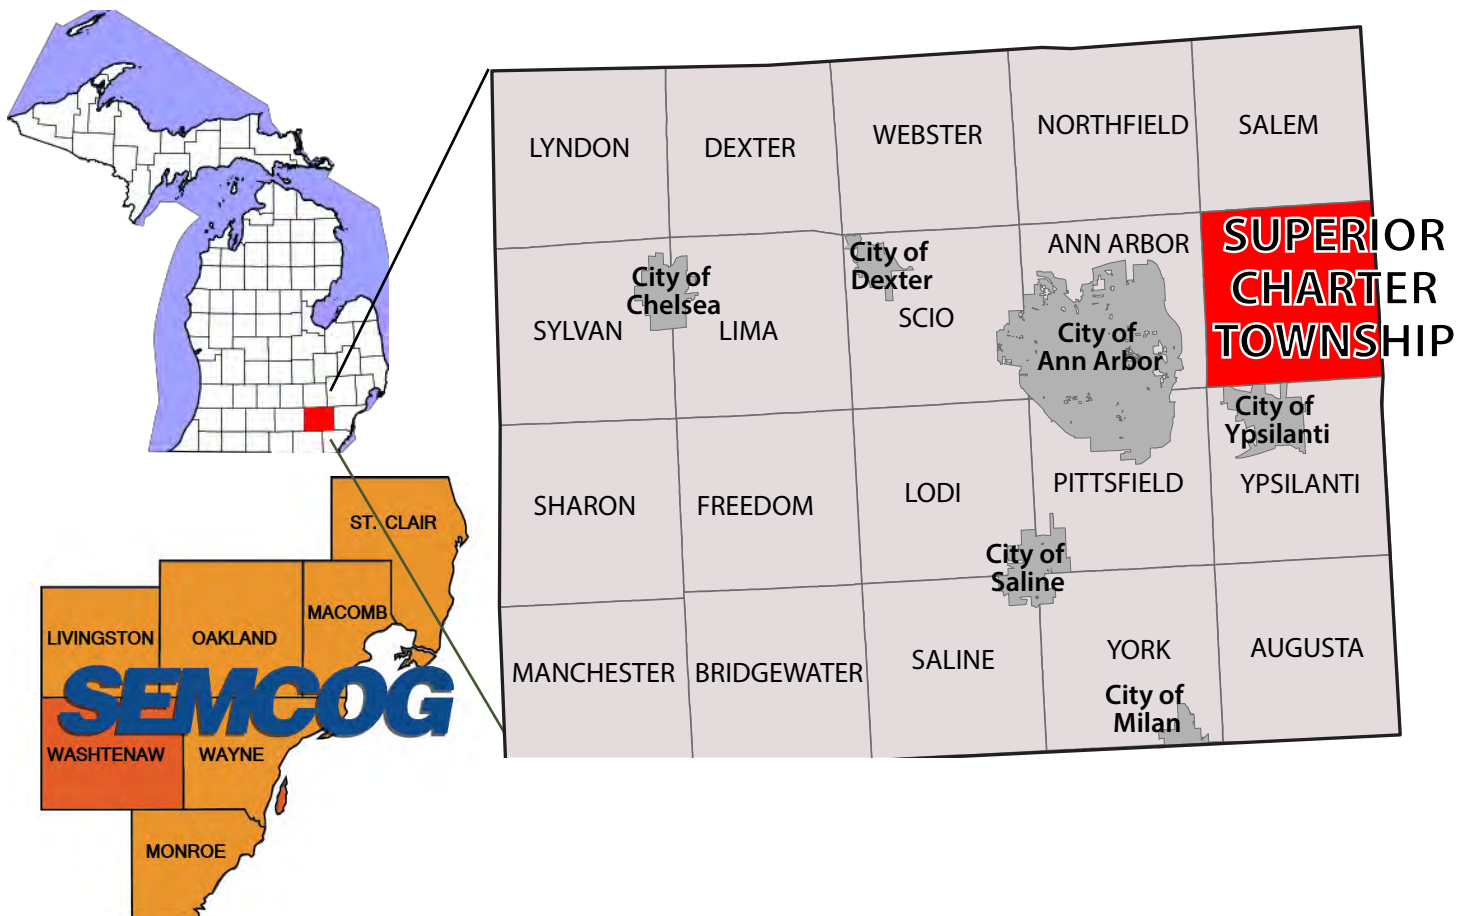 LYNDON
DEXTER
WEBSTER
NORTHFIELD
SALEM
SUPERIOR
CHARTER
TOWNSHIP
ANN ARBOR
City of
Chelsea
City of
Dexter
SYLVAN
LIMA
SCIO
City of
Ann Arbor
City of
Ypsilanti
SHARON
FREEDOM
LODI
PITTSFIELD
YPSILANTI
City of
Saline
MANCHESTER
BRIDGEWATER
SALINE
YORK
AUGUSTA
City of
Milan
ST. CLAIR
LIVINGSTON
OAKLAND
MACOMB
SEMCOG
WASHTENAW
WAYNE
MONROE